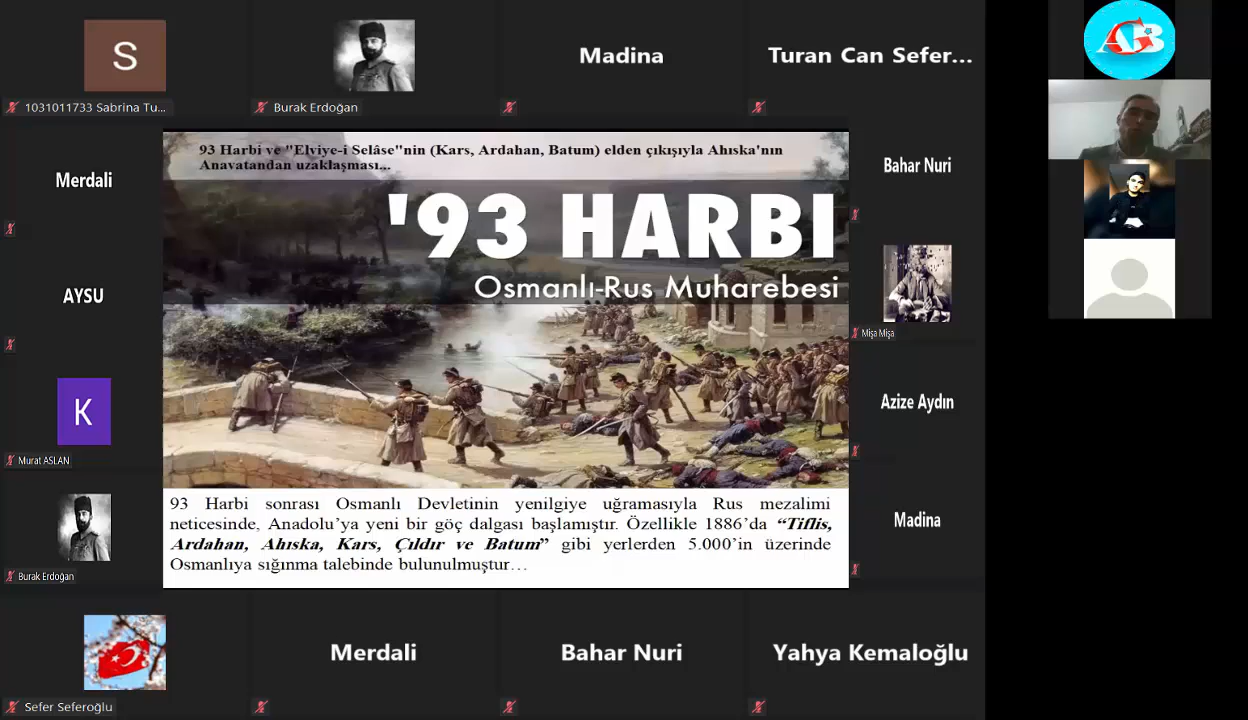 S
1031011733 Sabrina Tu...
Burak Erdoğan
Madina
Turan Can Sefer...
AGB
Merdali
AYSU
K
Murat ASLAN
Burak Erdoğan
93 Harbi ve "Elviye-i Selâse"nin (Kars, Ardahan, Batum) elden çıkışıyla Ahıska'nın
Anavatandan uzaklaşması...
'93 HARBI
Osmanlı-Rus Muharebesi
93 Harbi sonrası Osmanlı Devletinin yenilgiye uğramasıyla Rus mezalimi
neticesinde, Anadolu'ya yeni bir göç dalgası başlamıştır. Özellikle 1886'da “Tiflis,
Ardahan, Ahıska, Kars, Çıldır ve Batum” gibi yerlerden 5.000'in üzerinde
Osmanlıya sığınma talebinde bulunulmuştur…
Bahar Nuri
Mişa Mişa
Azize Aydın
Madina
Sefer Seferoğlu
Merdali
Bahar Nuri
Yahya Kemaloğlu